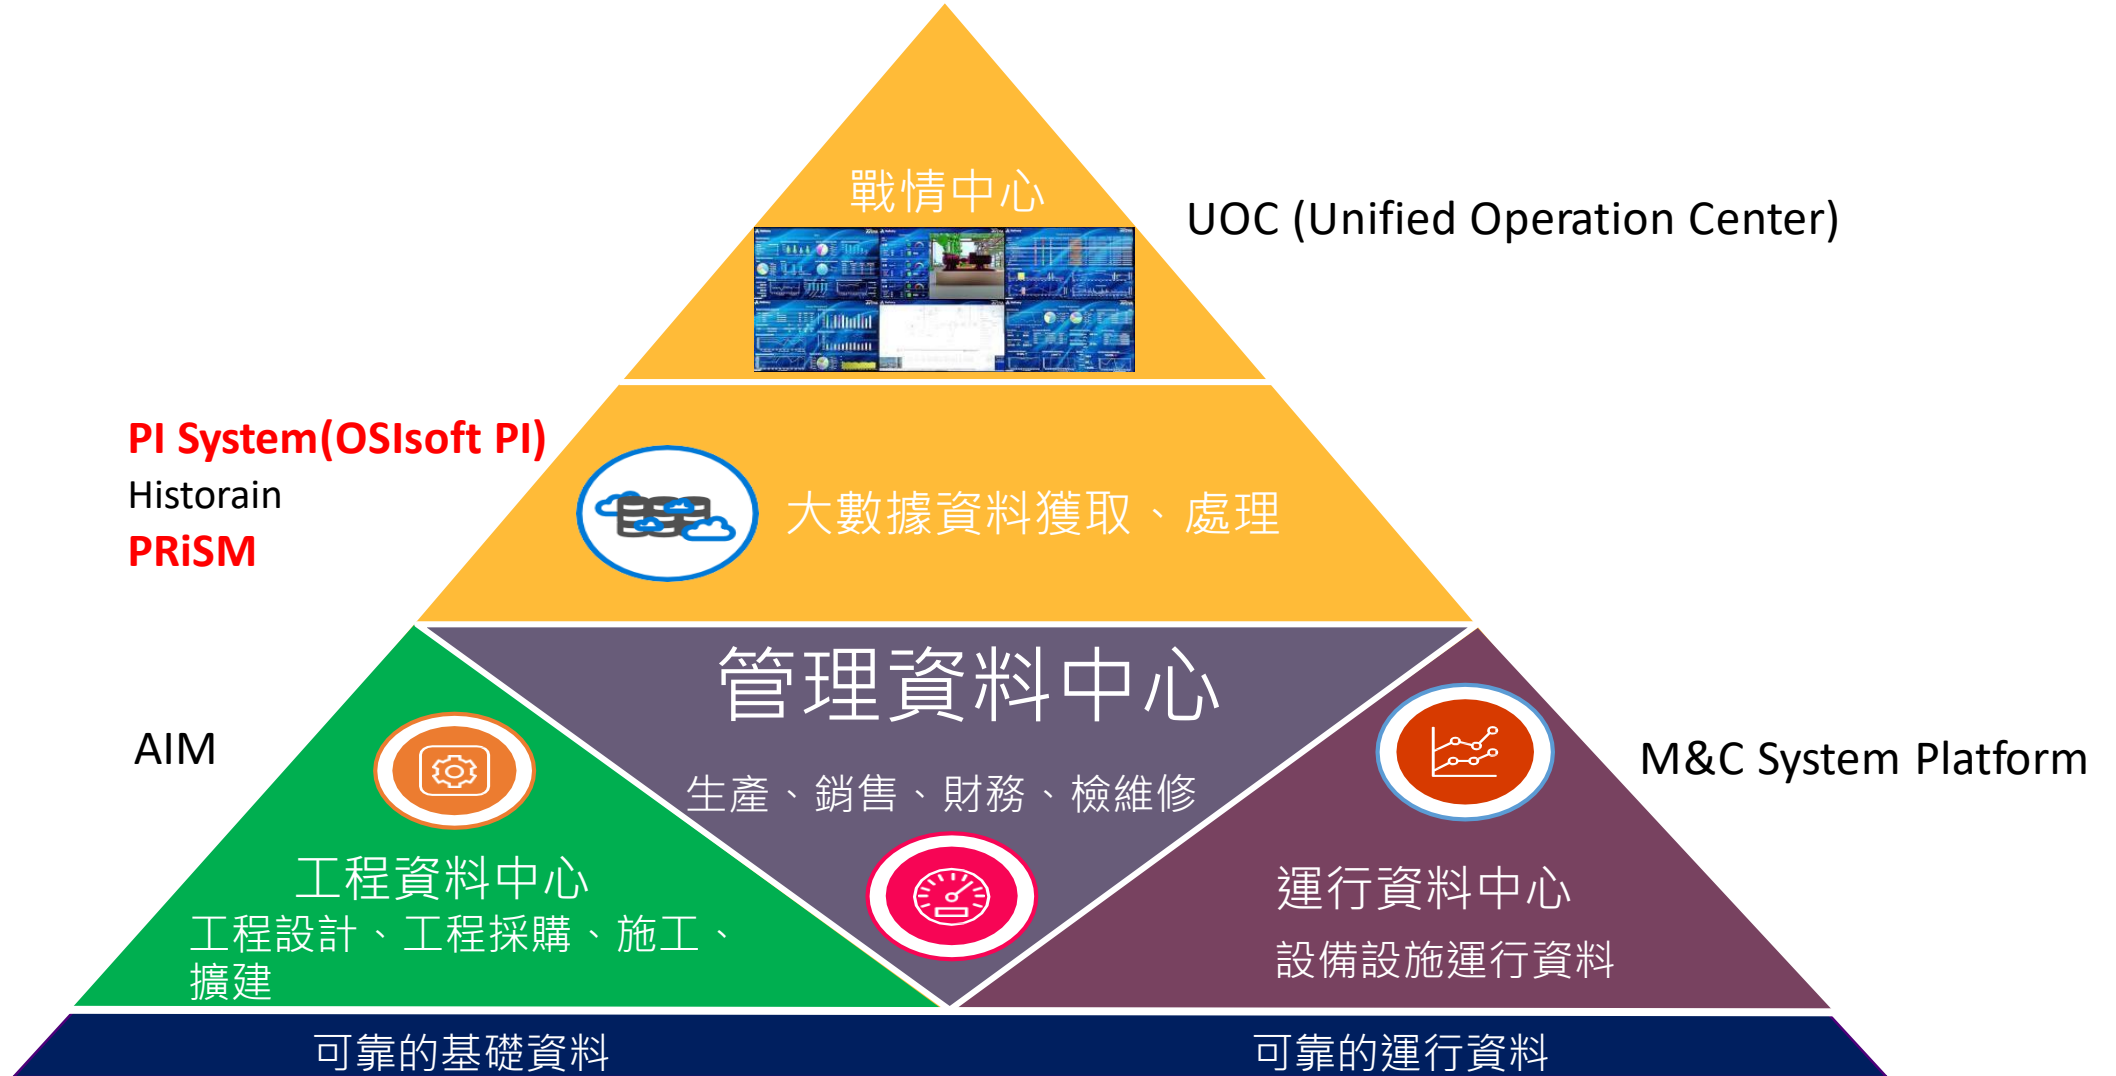 戰情中心
UOC (Unified Operation Center)
PI System(OSIsoft PI)
Historain
PRiSM
大數據資料獲取、處理
管理資料中心
生產、銷售、財務、檢維修
AIM
M&C System Platform
工程資料中心
工程設計、工程採購、施工、
擴建
運行資料中心
設備設施運行資料
可靠的基礎資料
可靠的運行資料